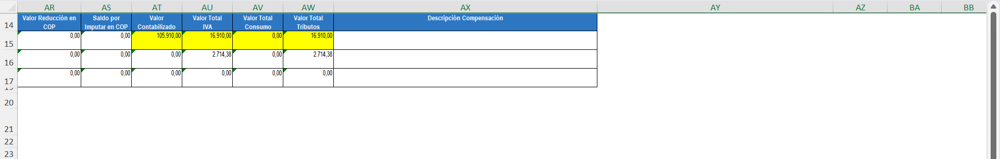 AR AS AT AU AV AW AX AY AZ BA BB
14 Valor Reducción en COP Saldo por Imputar en COP Valor Contabilizado Valor Total IVA Valor Total Consumo Valor Total Tributos Descripción Compensación
15 0,00 0,00 105.910,00 16.910,00 0,00 16.910,00
16 0,00 0,00 0,00 2.714,38 0,00 2.714,38
17 0,00 0,00 0,00 0,00 0,00 0,00
20
21
22
23